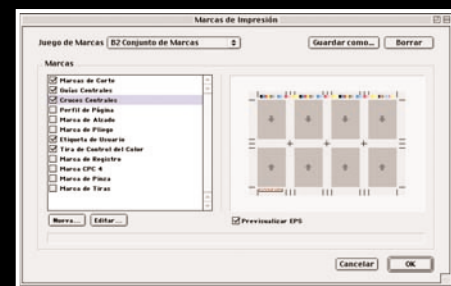 Marcas de Impresión
Juego de Marcas B2 Conjunto de Marcas
Guardar como... Borrar
Marcas
Marcas de Corte
Guías Centrales
Cruces Centrales
Perfil de Página
Marca de Alzado
Marca de Pliego
Etiqueta de Usuario
Tira de Control del Color
Marca de Registro
Marca CPC 4
Marca de Pinza
Marca de Tiras
Nueva... Editar...
Previsualizar EPS
Cancelar OK